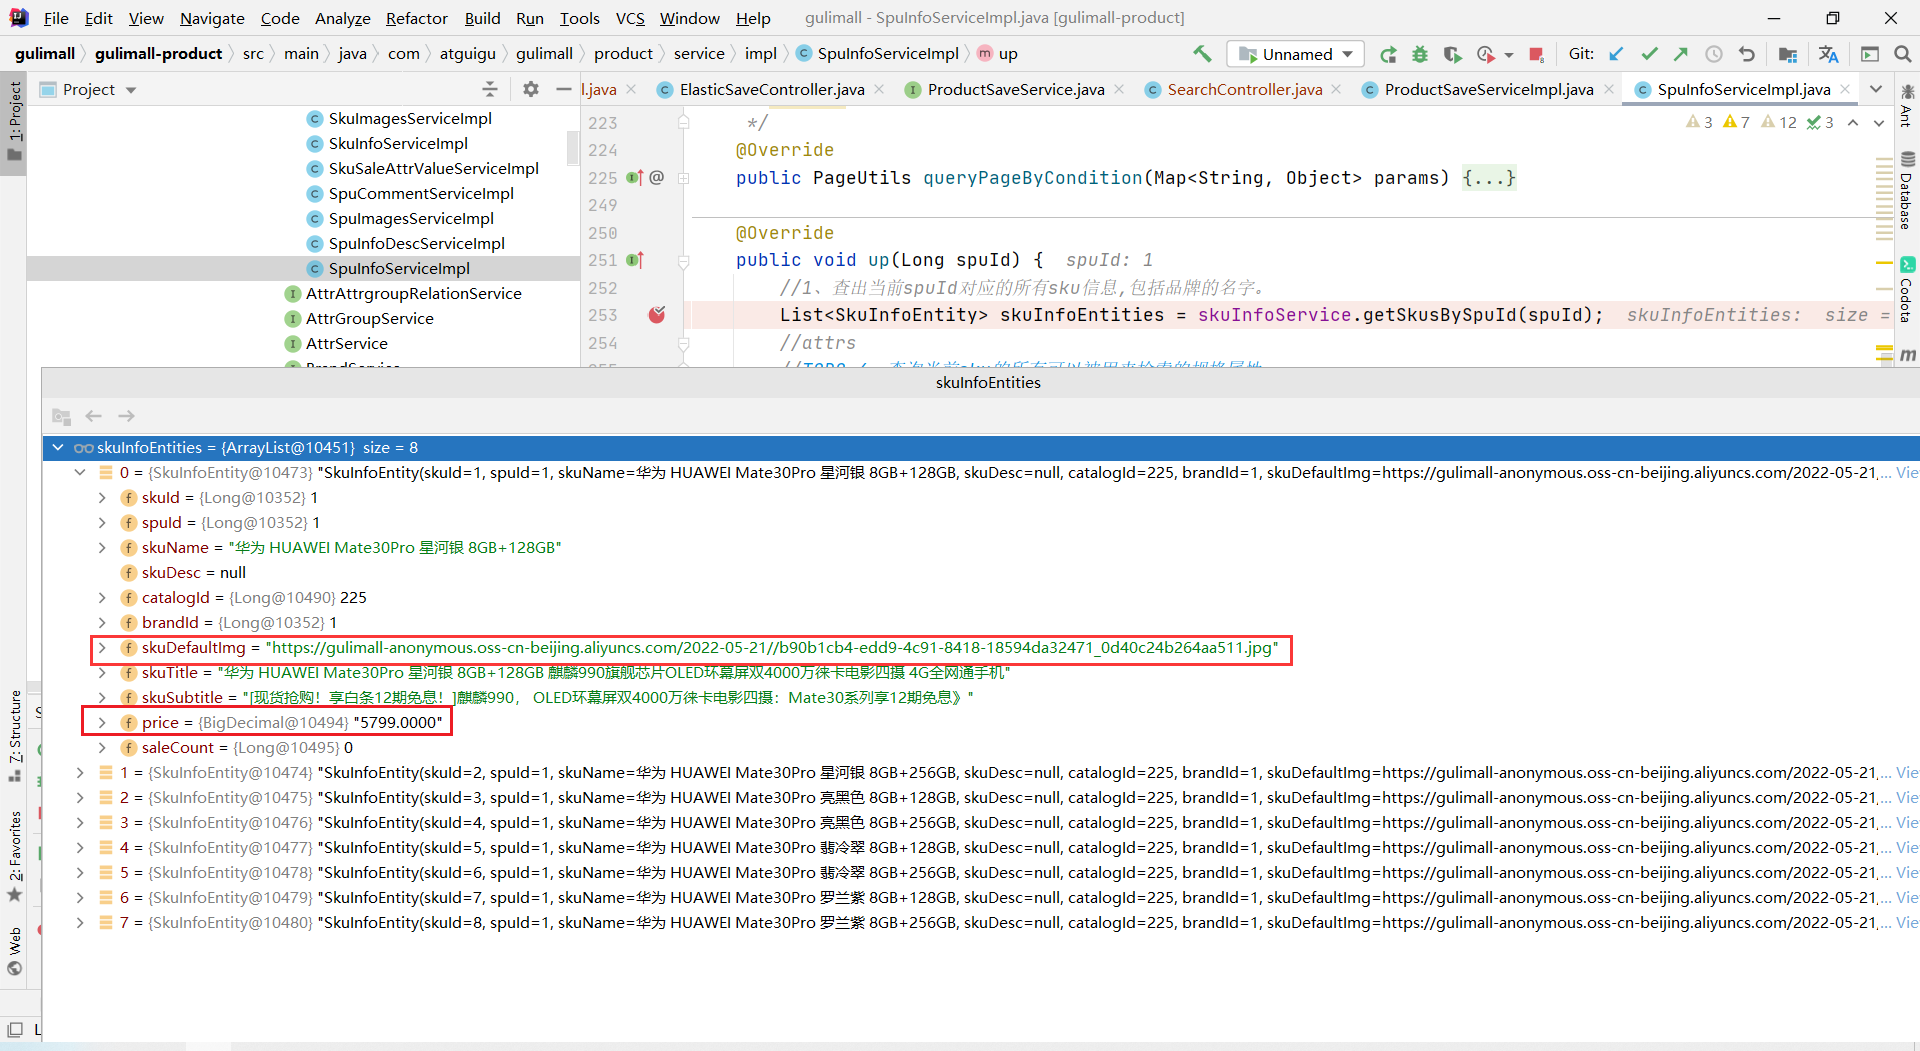 File Edit View Navigate Code Analyze Refactor Build Run Tools VCS Window Help gulimall - SpuInfoServiceImpl.java [gulimall-product]
gulimall gulimall-product src main java com atguigu gulimall product service impl C SpuInfoServiceImpl m up Unnamed Git:
Project l.java ElasticSaveController.java ProductSaveService.java SearchController.java ProductSaveServiceImpl.java SpuInfoServiceImpl.java
1: Project
SkuImagesServiceImpl
SkuInfoServiceImpl
SkuSaleAttrValueServiceImpl
SpuCommentServiceImpl
SpuImagesServiceImpl
SpuInfoDescServiceImpl
SpuInfoServiceImpl
AttrAttrgroupRelationService
AttrGroupService
AttrService
3 7 12 3
223 */
224 @Override
225 public PageUtils queryPageByCondition(Map<String, Object> params) {...}
249
250 @Override
251 public void up(Long spuId) { spuId: 1
252 //1、查出当前spuId对应的所有sku信息,包括品牌的名字。
253 List<SkuInfoEntity> skuInfoEntities = skuInfoService.getSkusBySpuId(spuId); skuInfoEntities: size =
254 //attrs
Ant
Database
Codota
m
skuInfoEntities
skuInfoEntities = {ArrayList@10451} size = 8
0 = {SkuInfoEntity@10473} "SkuInfoEntity(skuId=1, spuId=1, skuName=华为 HUAWEI Mate30Pro 星河银 8GB+128GB, skuDesc=null, catalogId=225, brandId=1, skuDefaultImg=https://gulimall-anonymous.oss-cn-beijing.aliyuncs.com/2022-05-21,... Vie
f skuId = {Long@10352} 1
f spuId = {Long@10352} 1
f skuName = "华为 HUAWEI Mate30Pro 星河银 8GB+128GB"
f skuDesc = null
f catalogId = {Long@10490} 225
f brandId = {Long@10352} 1
f skuDefaultImg = "https://gulimall-anonymous.oss-cn-beijing.aliyuncs.com/2022-05-21//b90b1cb4-edd9-4c91-8418-18594da32471_0d40c24b264aa511.jpg"
f skuTitle = "华为 HUAWEI Mate30Pro 星河银 8GB+128GB 麒麟990旗舰芯片OLED环幕屏双4000万徕卡电影四摄 4G全网通手机"
f skuSubtitle = "[现货抢购！享白条12期免息！]麒麟990， OLED环幕屏双4000万徕卡电影四摄：Mate30系列享12期免息》"
f price = {BigDecimal@10494} "5799.0000"
f saleCount = {Long@10495} 0
1 = {SkuInfoEntity@10474} "SkuInfoEntity(skuId=2, spuId=1, skuName=华为 HUAWEI Mate30Pro 星河银 8GB+256GB, skuDesc=null, catalogId=225, brandId=1, skuDefaultImg=https://gulimall-anonymous.oss-cn-beijing.aliyuncs.com/2022-05-21,... Vie
2 = {SkuInfoEntity@10475} "SkuInfoEntity(skuId=3, spuId=1, skuName=华为 HUAWEI Mate30Pro 亮黑色 8GB+128GB, skuDesc=null, catalogId=225, brandId=1, skuDefaultImg=https://gulimall-anonymous.oss-cn-beijing.aliyuncs.com/2022-05-21,... Vie
3 = {SkuInfoEntity@10476} "SkuInfoEntity(skuId=4, spuId=1, skuName=华为 HUAWEI Mate30Pro 亮黑色 8GB+256GB, skuDesc=null, catalogId=225, brandId=1, skuDefaultImg=https://gulimall-anonymous.oss-cn-beijing.aliyuncs.com/2022-05-21,... Vie
4 = {SkuInfoEntity@10477} "SkuInfoEntity(skuId=5, spuId=1, skuName=华为 HUAWEI Mate30Pro 翡冷翠 8GB+128GB, skuDesc=null, catalogId=225, brandId=1, skuDefaultImg=https://gulimall-anonymous.oss-cn-beijing.aliyuncs.com/2022-05-21,... Vie
5 = {SkuInfoEntity@10478} "SkuInfoEntity(skuId=6, spuId=1, skuName=华为 HUAWEI Mate30Pro 翡冷翠 8GB+256GB, skuDesc=null, catalogId=225, brandId=1, skuDefaultImg=https://gulimall-anonymous.oss-cn-beijing.aliyuncs.com/2022-05-21,... Vie
6 = {SkuInfoEntity@10479} "SkuInfoEntity(skuId=7, spuId=1, skuName=华为 HUAWEI Mate30Pro 罗兰紫 8GB+128GB, skuDesc=null, catalogId=225, brandId=1, skuDefaultImg=https://gulimall-anonymous.oss-cn-beijing.aliyuncs.com/2022-05-21,... Vie
7 = {SkuInfoEntity@10480} "SkuInfoEntity(skuId=8, spuId=1, skuName=华为 HUAWEI Mate30Pro 罗兰紫 8GB+256GB, skuDesc=null, catalogId=225, brandId=1, skuDefaultImg=https://gulimall-anonymous.oss-cn-beijing.aliyuncs.com/2022-05-21,... Vie
7: Structure
2: Favorites
Web